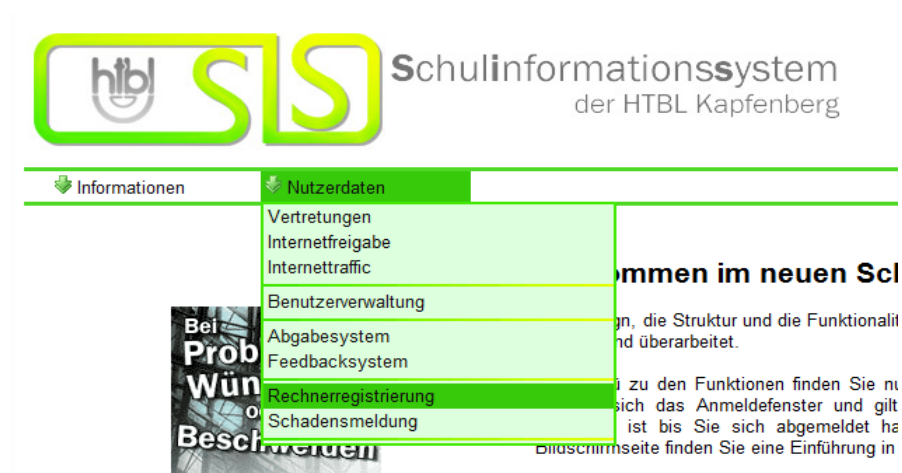 htbl SIS
Schulinformationssystem
der HTBL Kapfenberg
Informationen
Nutzerdaten
Vertretungen
Internetfreigabe
Internettraffic
Benutzerverwaltung
Abgabesystem
Feedbacksystem
Rechnerregistrierung
Schadensmeldung
ommen im neuen Sch
gn, die Struktur und die Funktionalit
nd überarbeitet.
zu den Funktionen finden Sie nu
sich das Anmeldefenster und gilt
ist bis Sie sich abgemeldet ha
Bildschirmseite finden Sie eine Einführung in
Bei
Prob
Wün
o
Beschwerden